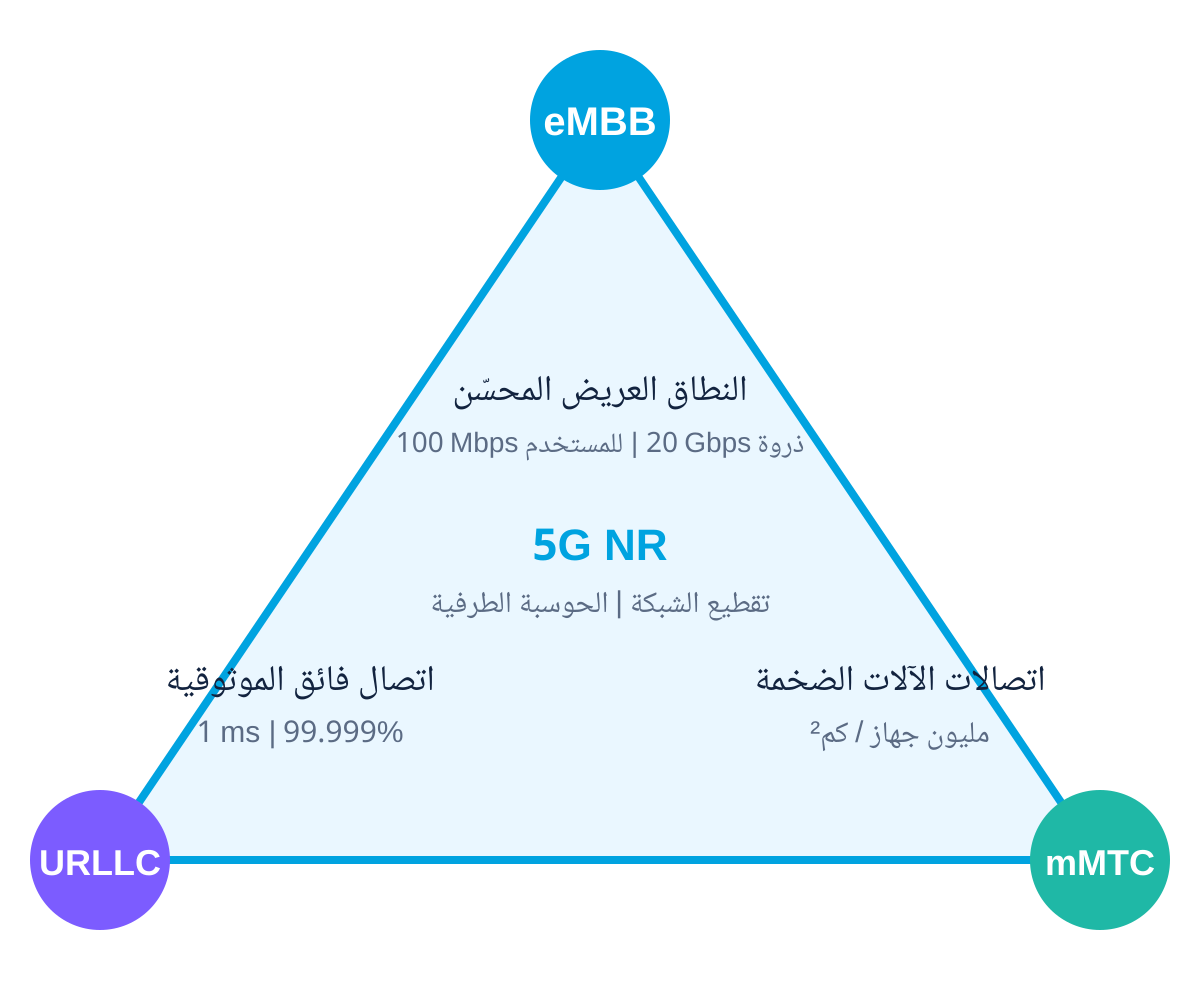 eMBB
النطاق العريض المحسّن
ذروة 20 Gbps | للمستخدم 100 Mbps
5G NR
تقطيع الشبكة | الحوسبة الطرفية
اتصالات الآلات الضخمة
مليون جهاز / كم²
اتصال فائق الموثوقية
1 ms | 99.999%
URLLC
mMTC